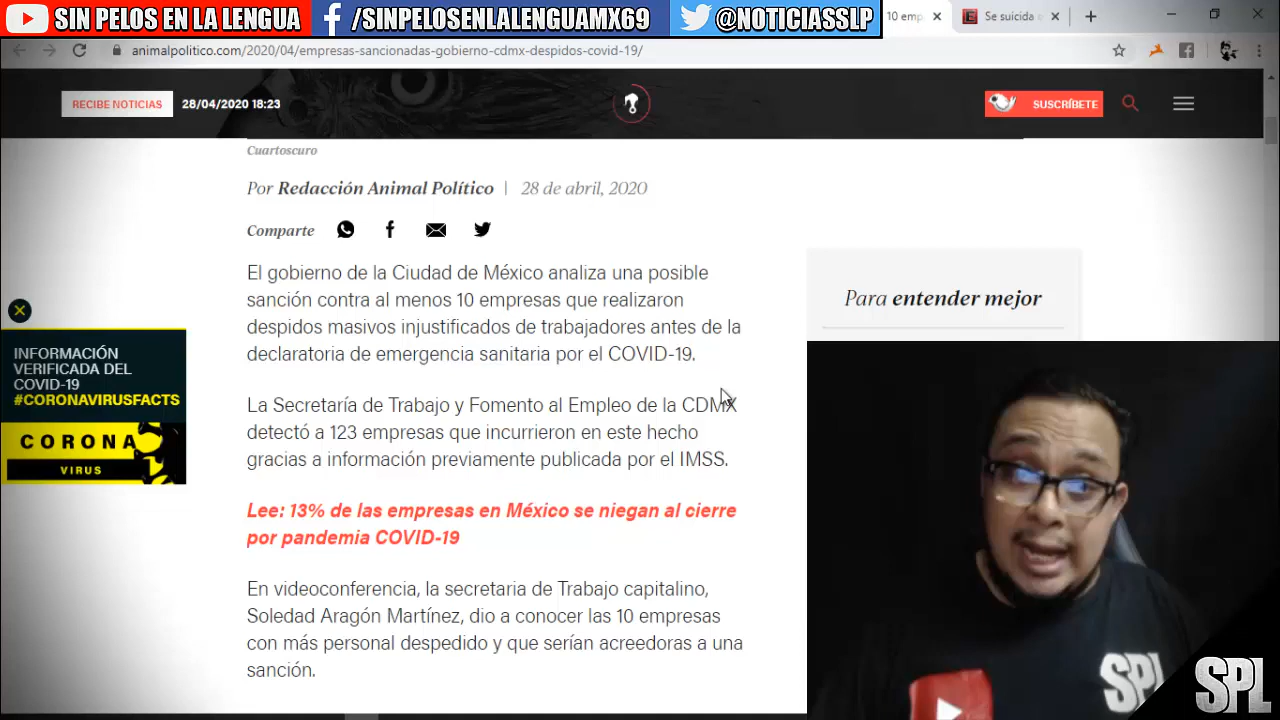 SIN PELOS EN LA LENGUA
/SINPELOSENLALENGUAMX69
@NOTICIASSLP
10 emp
Se suicida e
animalpolitico.com/2020/04/empresas-sancionadas-gobierno-cdmx-despidos-covid-19/
RECIBE NOTICIAS
28/04/2020 18:23
SUSCRÍBETE
Cuartoscuro
Por Redacción Animal Político | 28 de abril, 2020
Comparte
El gobierno de la Ciudad de México analiza una posible
sanción contra al menos 10 empresas que realizaron
despidos masivos injustificados de trabajadores antes de la
declaratoria de emergencia sanitaria por el COVID-19.
La Secretaría de Trabajo y Fomento al Empleo de la CDMX
detectó a 123 empresas que incurrieron en este hecho
gracias a información previamente publicada por el IMSS.
Lee: 13% de las empresas en México se niegan al cierre
por pandemia COVID-19
En videoconferencia, la secretaria de Trabajo capitalino,
Soledad Aragón Martínez, dio a conocer las 10 empresas
con más personal despedido y que serían acreedoras a una
sanción.
Para entender mejor
INFORMACIÓN
VERIFICADA DEL
COVID-19
#CORONAVIRUSFACTS
CORONA
VIRUS
SPL
SPL